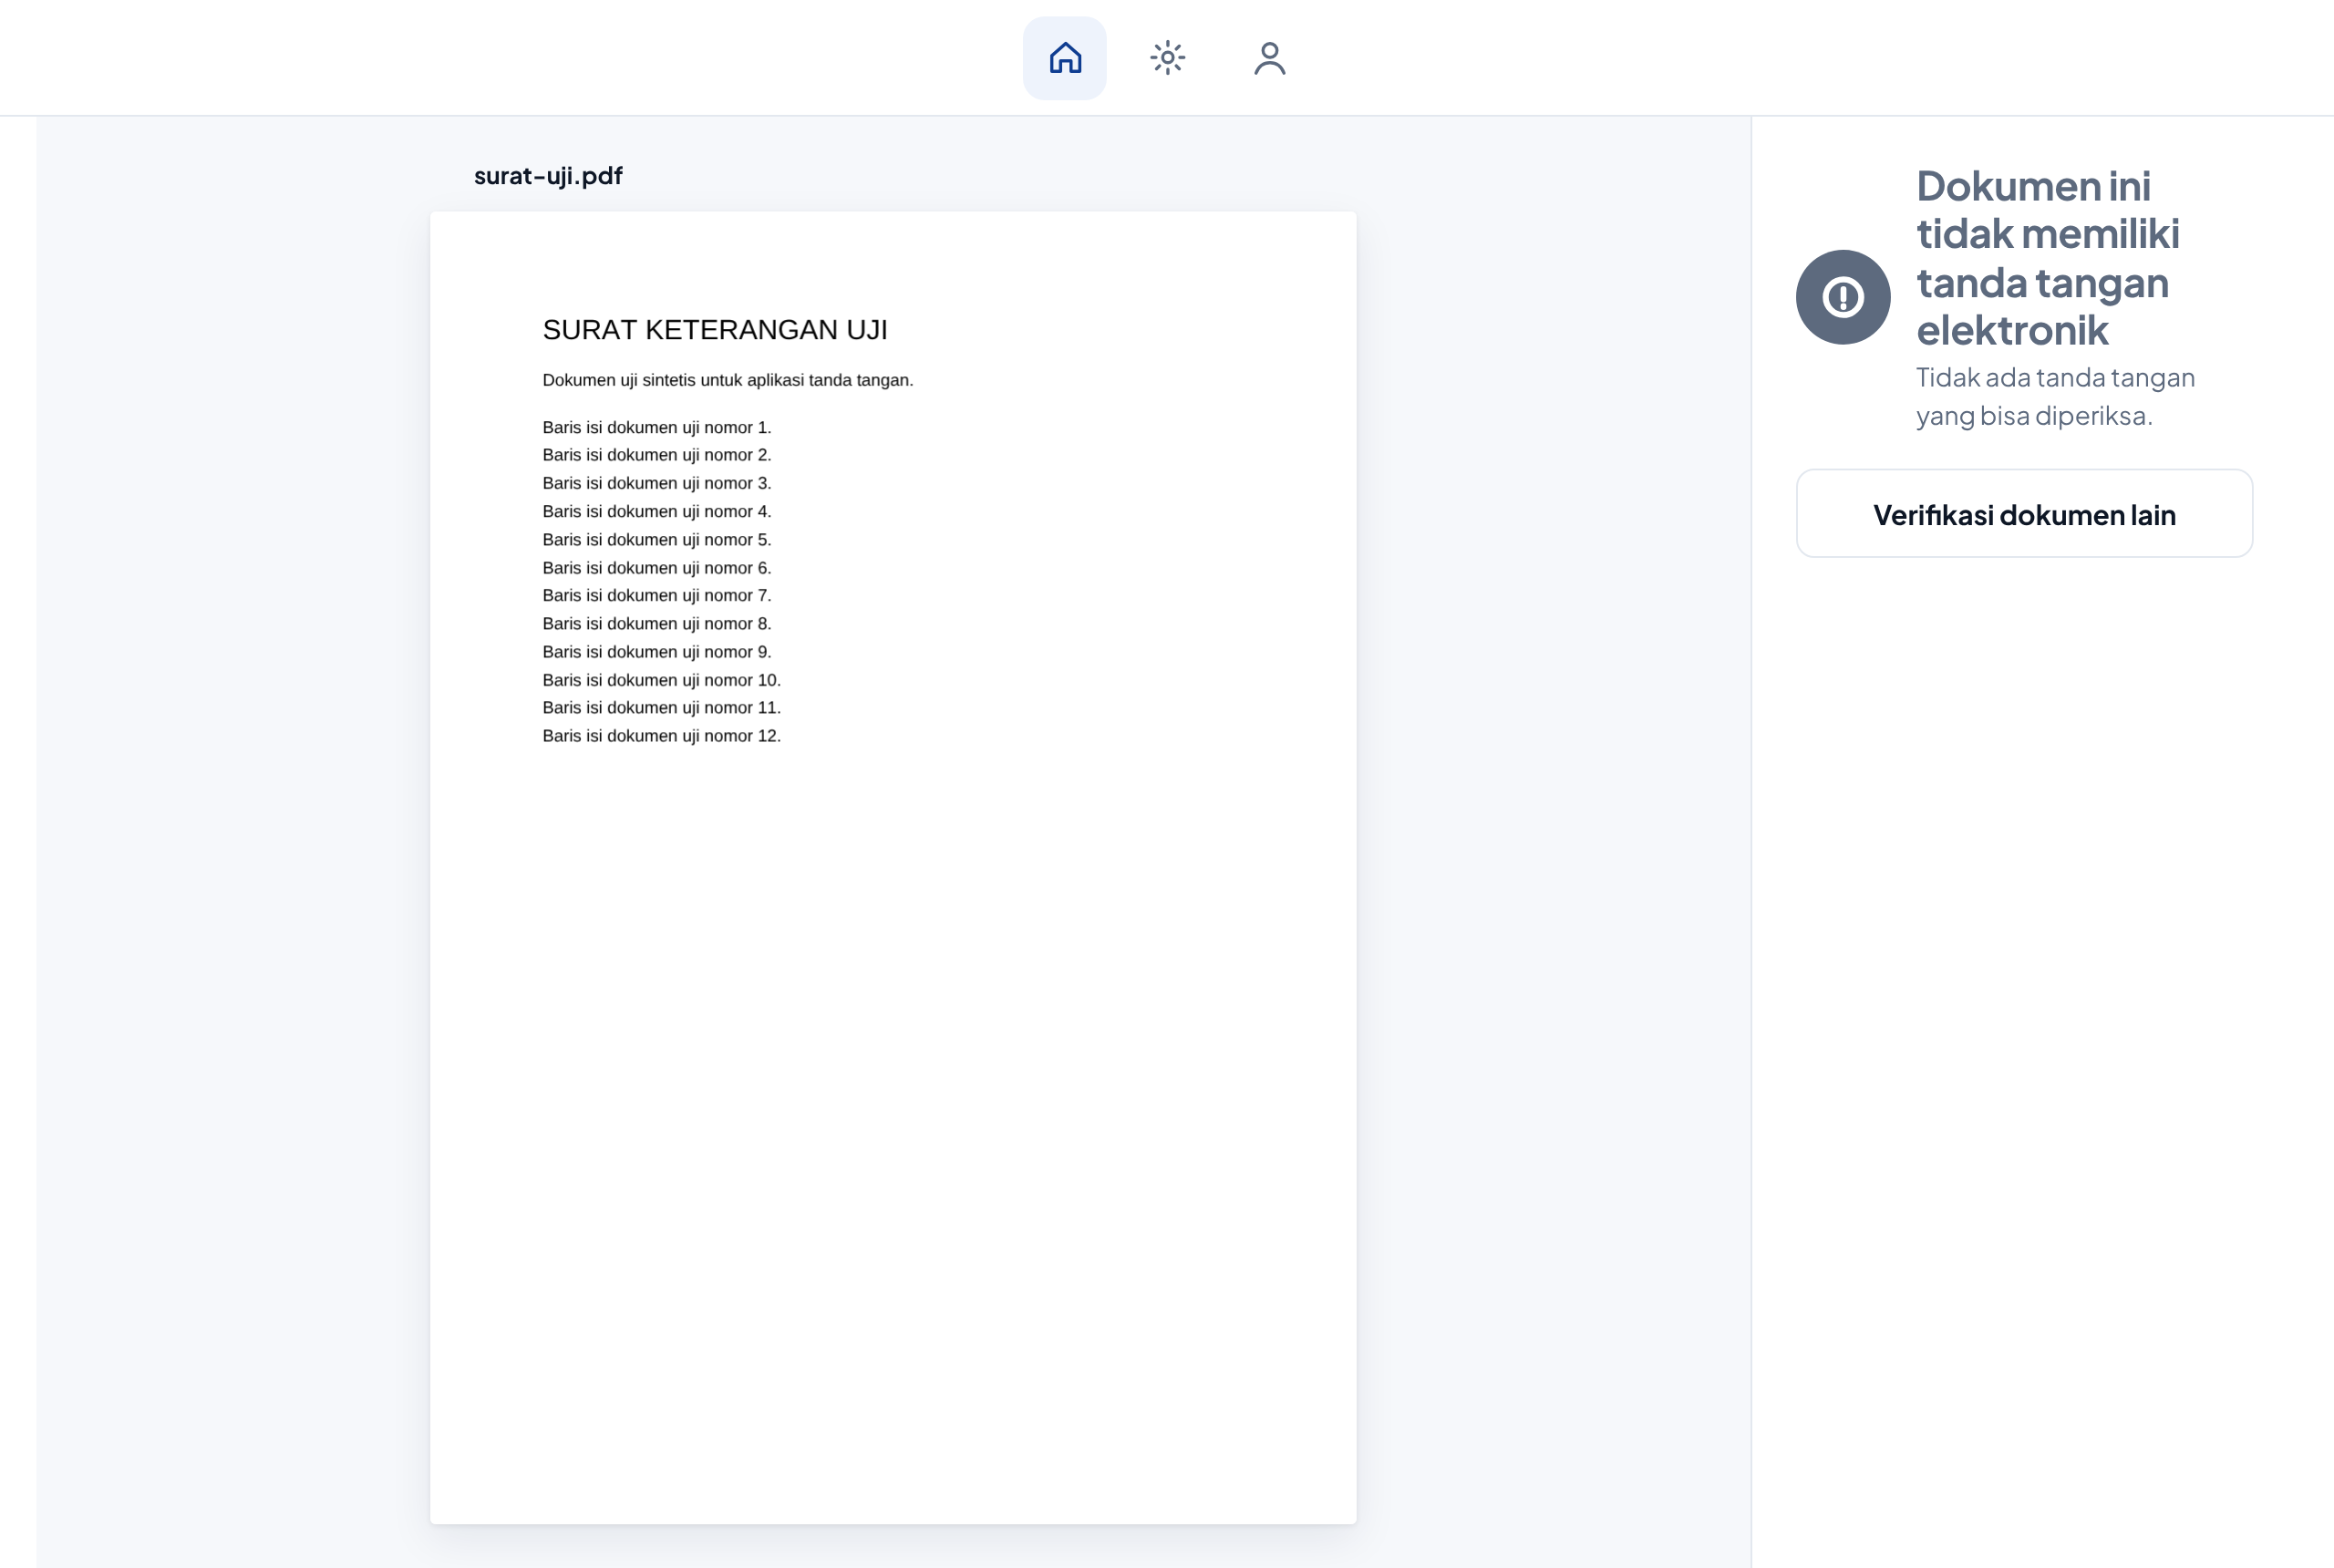 surat-uji.pdf
SURAT KETERANGAN UJI
Dokumen uji sintetis untuk aplikasi tanda tangan.
Baris isi dokumen uji nomor 1.
Baris isi dokumen uji nomor 2.
Baris isi dokumen uji nomor 3.
Baris isi dokumen uji nomor 4.
Baris isi dokumen uji nomor 5.
Baris isi dokumen uji nomor 6.
Baris isi dokumen uji nomor 7.
Baris isi dokumen uji nomor 8.
Baris isi dokumen uji nomor 9.
Baris isi dokumen uji nomor 10.
Baris isi dokumen uji nomor 11.
Baris isi dokumen uji nomor 12.
Dokumen ini
tidak memiliki
tanda tangan
elektronik
Tidak ada tanda tangan
yang bisa diperiksa.
Verifikasi dokumen lain